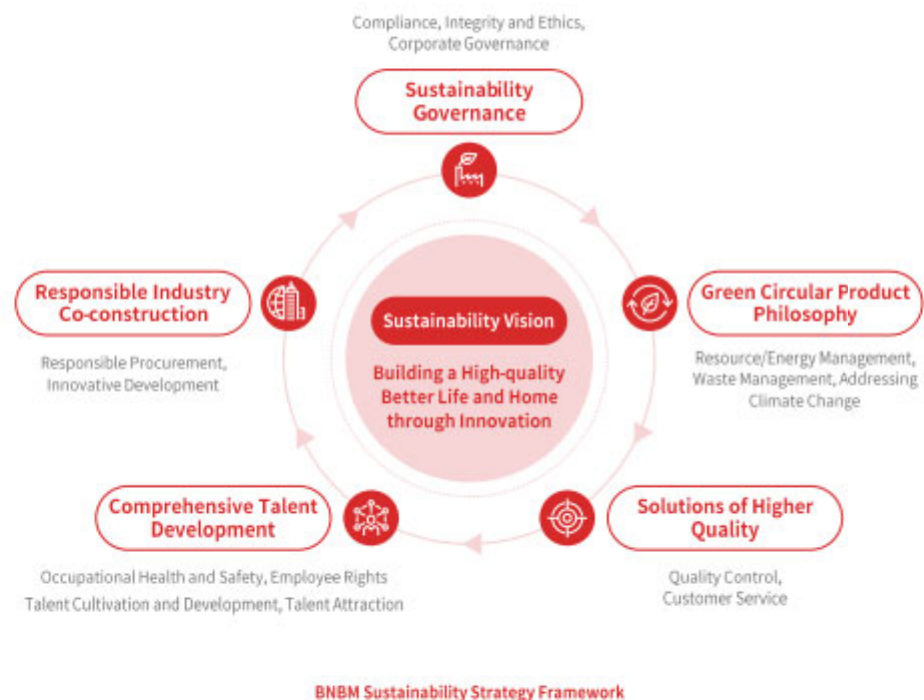 Compliance, Integrity and Ethics,
Corporate Governance
Sustainability
Governance
Responsible Industry
Co-construction
Responsible Procurement,
Innovative Development
Green Circular Product
Philosophy
Resource/Energy Management,
Waste Management, Addressing
Climate Change
Sustainability Vision
Building a High-quality
Better Life and Home
through Innovation
Comprehensive Talent
Development
Occupational Health and Safety, Employee Rights
Talent Cultivation and Development, Talent Attraction
Solutions of Higher
Quality
Quality Control,
Customer Service
BNBM Sustainability Strategy Framework